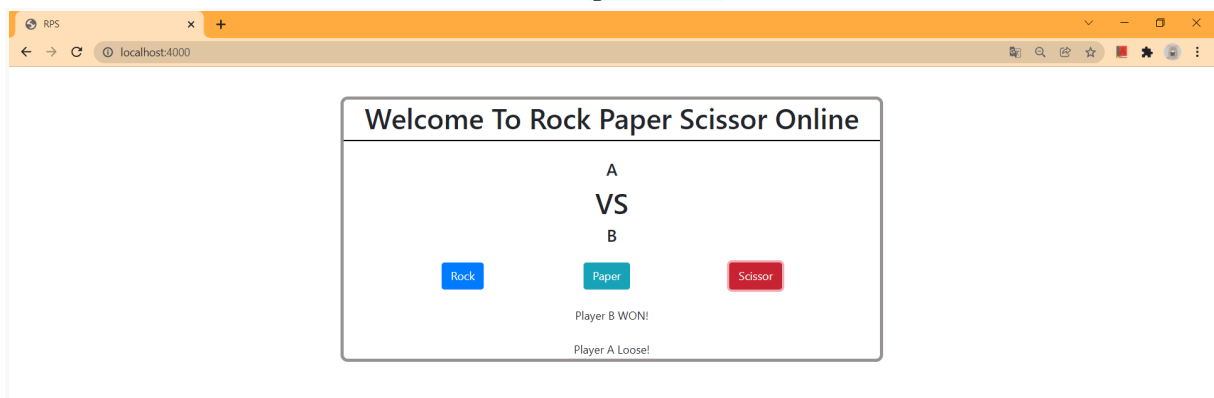 RPS
localhost:4000
Welcome To Rock Paper Scissor Online
A
VS
B
Rock Paper Scissor
Player B WON!
Player A Loose!